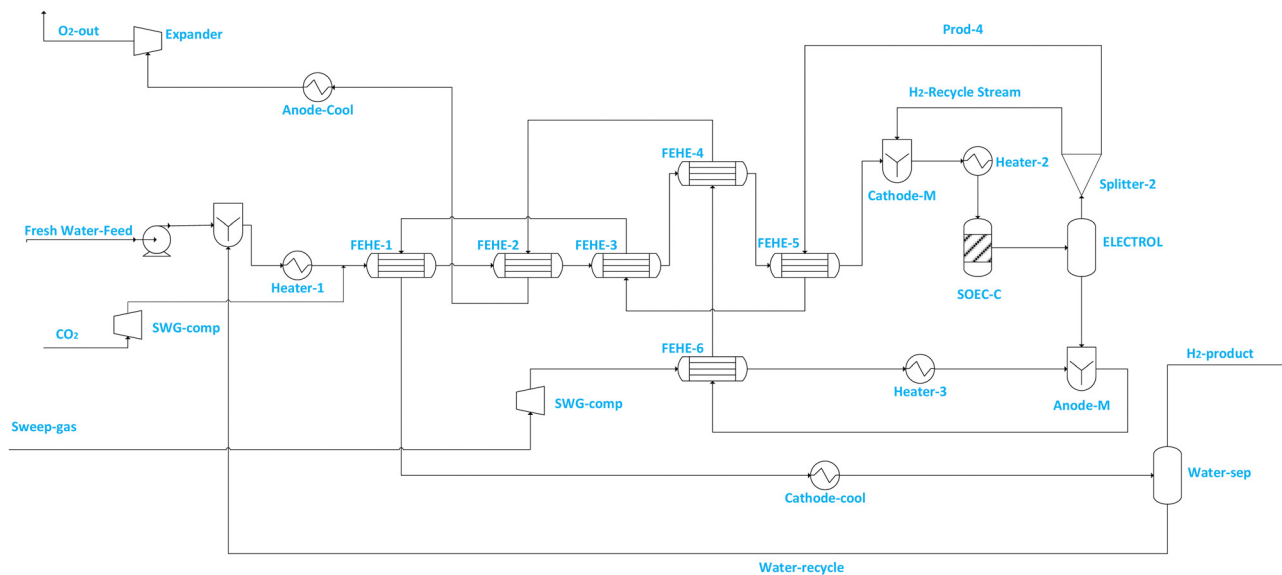 O2-out
Expander
Prod-4
H2-Recycle Stream
Anode-Cool
FEHE-4
Heater-2
Cathode-M
Splitter-2
Fresh Water-Feed
FEHE-1
FEHE-2
FEHE-3
FEHE-5
ELECTROL
Heater-1
SOEC-C
CO2
SWG-comp
FEHE-6
H2-product
Heater-3
SWG-comp
Anode-M
Sweep-gas
Water-sep
Cathode-cool
Water-recycle